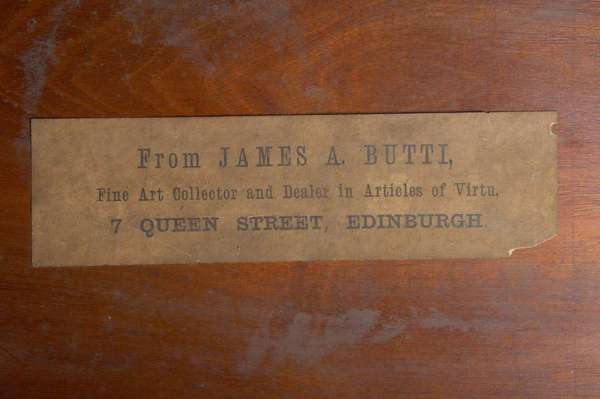 From JAMES A. BUTTI,
Fine Art Collector and Dealer in Articles of Virtu.
7 QUEEN STREET, EDINBURGH.